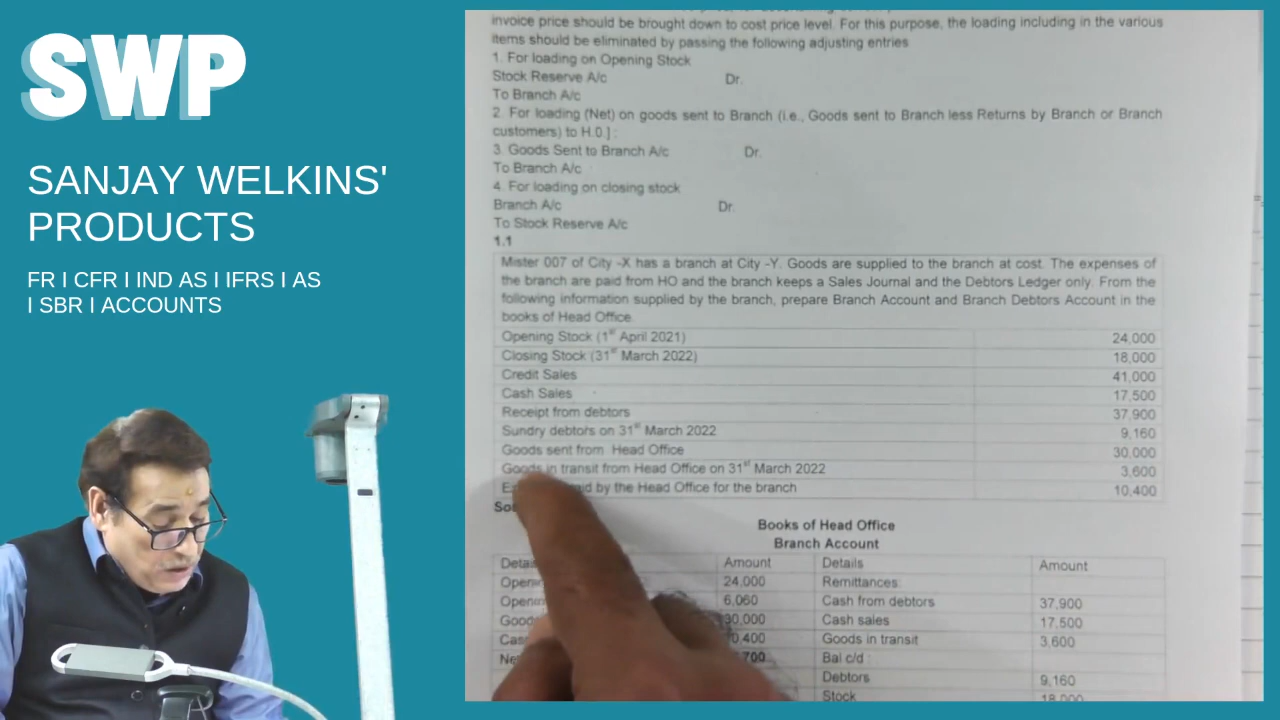 SWP
SANJAY WELKINS'
PRODUCTS
FR I CFR I IND AS I IFRS I AS
I SBR I ACCOUNTS
invoice price should be brought down to cost price level. For this purpose, the loading including in the various
items should be eliminated by passing the following adjusting entries
1. For loading on Opening Stock
Stock Reserve A/c Dr.
To Branch A/c
2. For loading (Net) on goods sent to Branch (i.e., Goods sent to Branch less Returns by Branch or Branch
customers) to H.0.] :
3. Goods Sent to Branch A/c Dr.
To Branch A/c
4. For loading on closing stock
Branch A/c Dr.
To Stock Reserve A/c
1.1
Mister 007 of City -X has a branch at City -Y. Goods are supplied to the branch at cost. The expenses of
the branch are paid from HO and the branch keeps a Sales Journal and the Debtors Ledger only. From the
following information supplied by the branch, prepare Branch Account and Branch Debtors Account in the
books of Head Office.
Opening Stock (1st April 2021) 24,000
Closing Stock (31st March 2022) 18,000
Credit Sales 41,000
Cash Sales 17,500
Receipt from debtors 37,900
Sundry debtors on 31st March 2022 9,160
Goods sent from Head Office 30,000
Goods in transit from Head Office on 31st March 2022 3,600
by the Head Office for the branch 10,400
Books of Head Office
Branch Account
Amount Details Amount
24,000 Remittances:
6,060 Cash from debtors 37,900
30,000 Cash sales 17,500
Goods in transit 3,600
Bal c/d :
Debtors 9,160
Stock 18,000